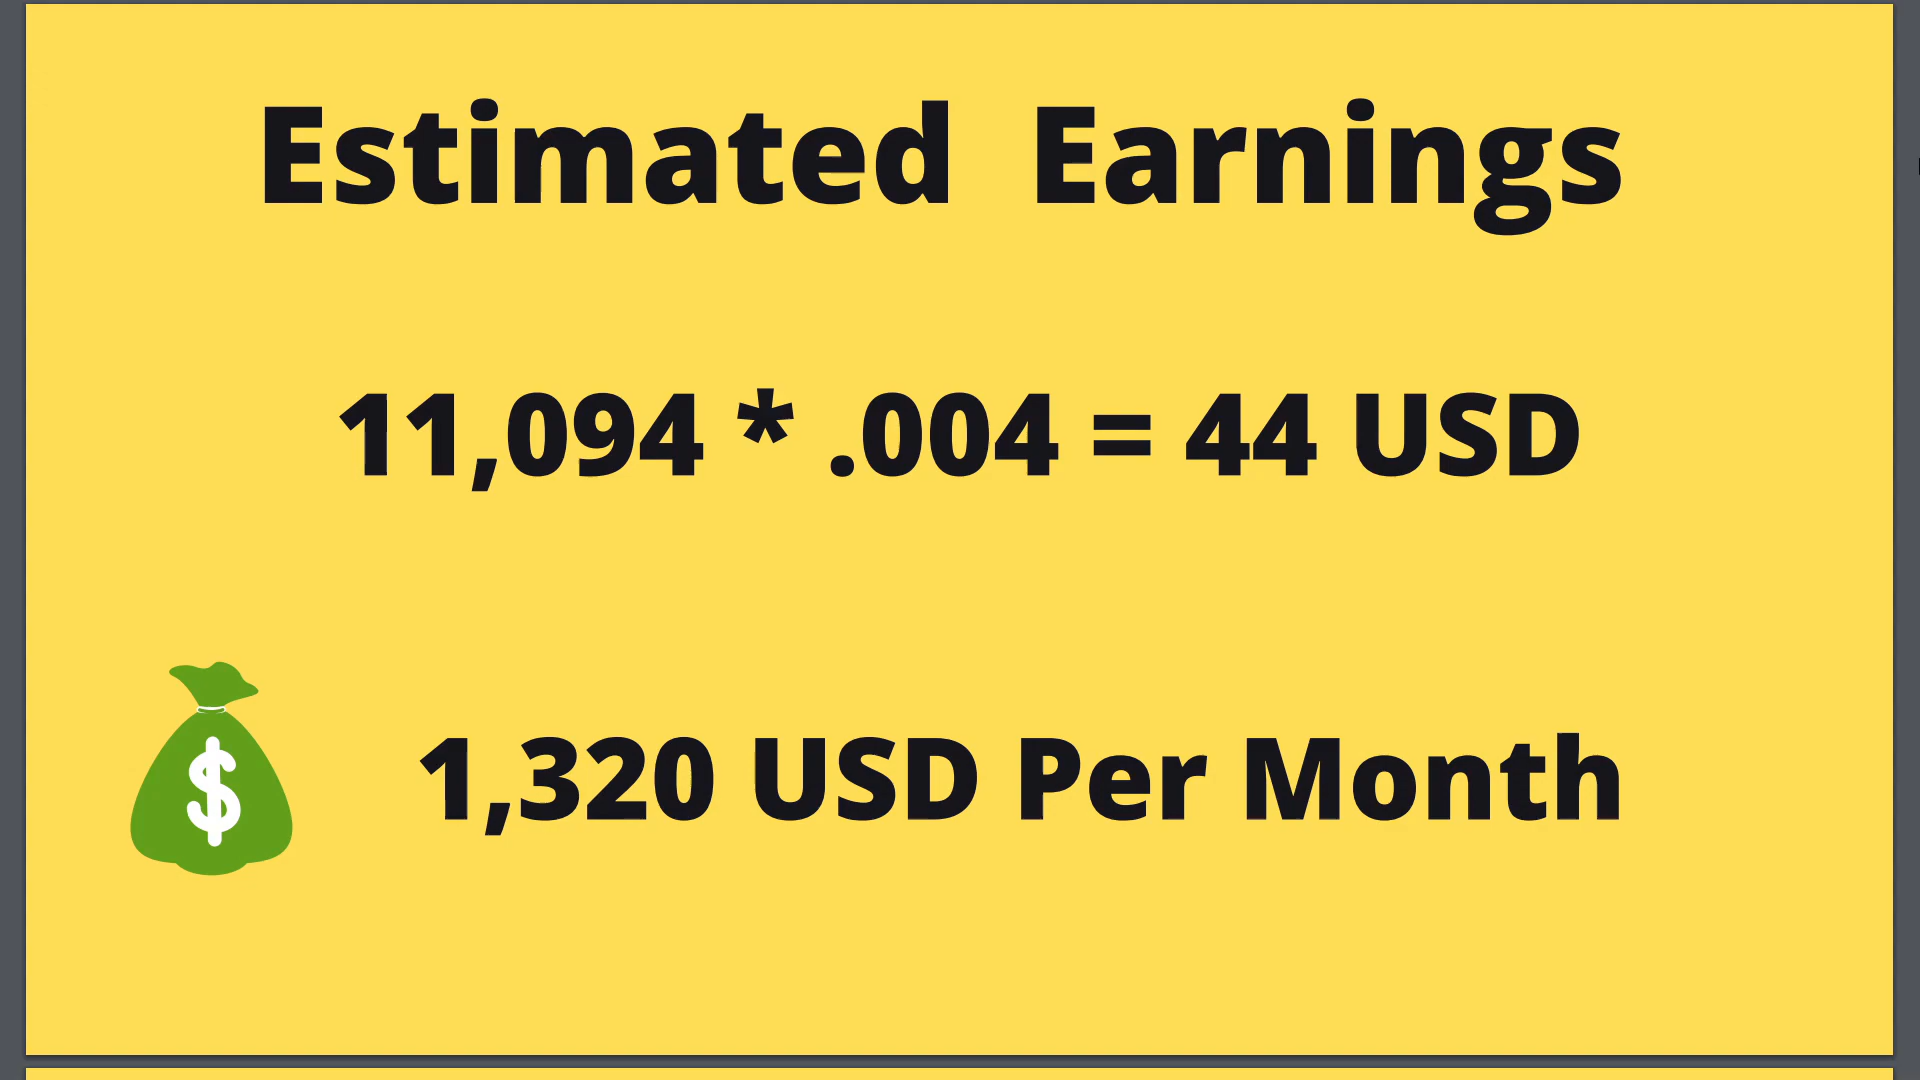 Estimated Earnings
11,094 * .004 = 44 USD
$
1,320 USD Per Month